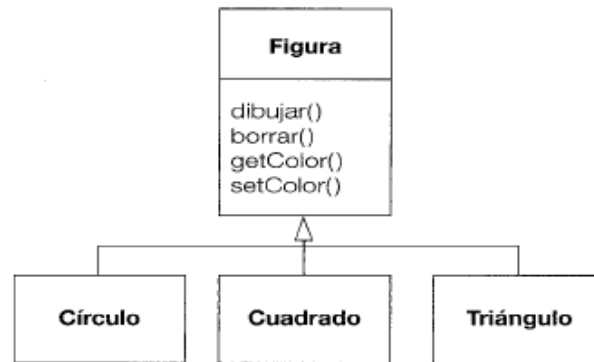 Figura
dibujar()
borrar()
getColor()
setColor()
Círculo
Cuadrado
Triángulo